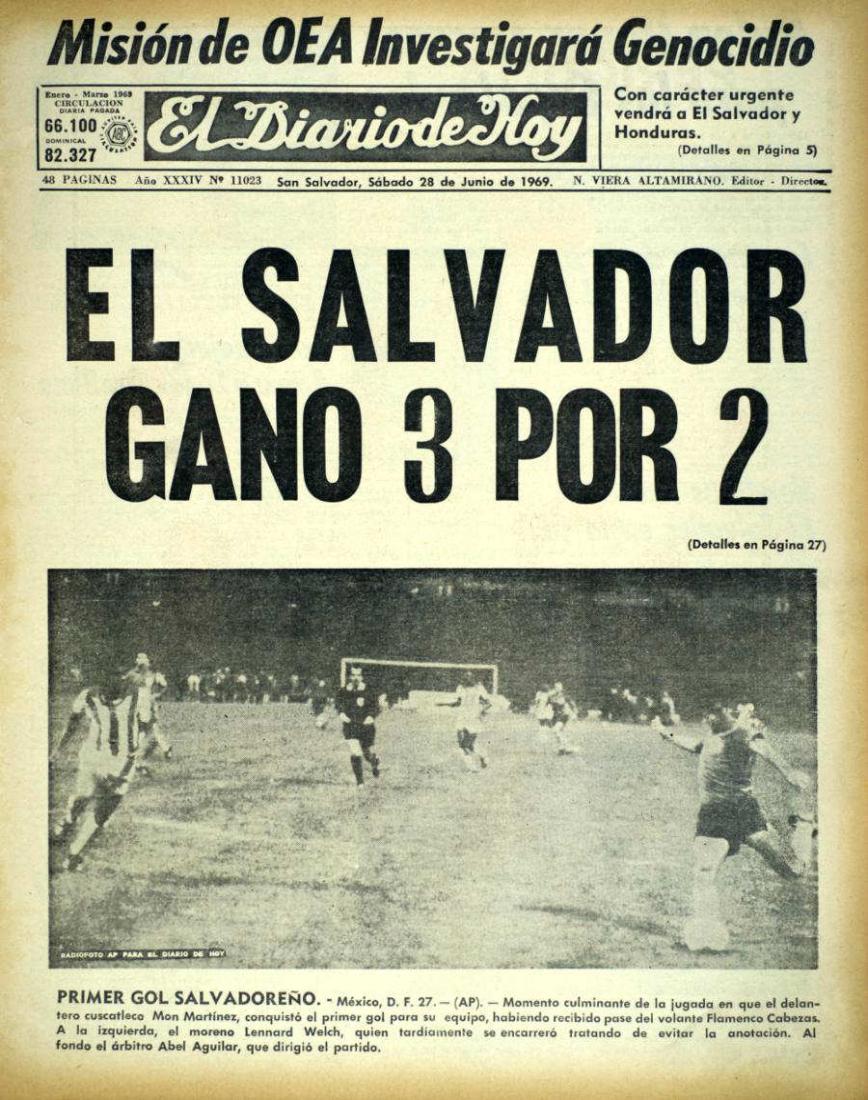 Misión de OEA Investigará Genocidio
Enero - Marzo 1969
CIRCULACION
DIARIA PAGADA
66.100
DOMINICAL
82.327
ABC
El Diario de Hoy
Con carácter urgente
vendrá a El Salvador y
Honduras.
(Detalles en Página 5)
48 PAGINAS Año XXXIV Nº 11023 San Salvador, Sábado 28 de Junio de 1969. N. VIERA ALTAMIRANO. Editor - Director.
EL SALVADOR
GANO 3 POR 2
(Detalles en Página 27)
RADIOFOTO AP PARA EL DIARIO DE HOY
PRIMER GOL SALVADOREÑO. - México, D. F. 27. — (AP). — Momento culminante de la jugada en que el delan-
tero cuscatleco Mon Martínez, conquistó el primer gol para su equipo, habiendo recibido pase del volante Flamenco Cabezas.
A la izquierda, el moreno Lennard Welch, quien tardíamente se encarreró tratando de evitar la anotación. Al
fondo el árbitro Abel Aguilar, que dirigió el partido.